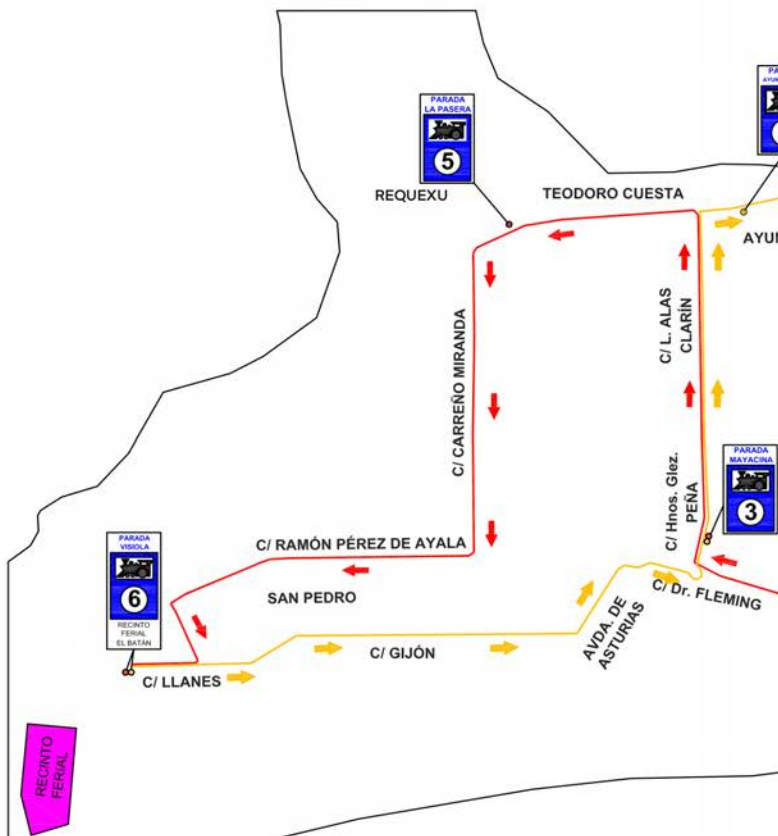 PARADA
LA PASERA
5
REQUEXU
TEODORO CUESTA
C/ L. ALAS
CLARÍN
C/ CARREÑO MIRANDA
C/ Hnos. Glez.
PEÑA
PARADA
MAYACINA
3
C/ RAMÓN PÉREZ DE AYALA
SAN PEDRO
PARADA
VISIOLA
6
RECINTO
FERIAL
EL BATÁN
C/ Dr. FLEMING
AVDA. DE
ASTURIAS
C/ GIJÓN
C/ LLANES
RECINTO
FERIAL